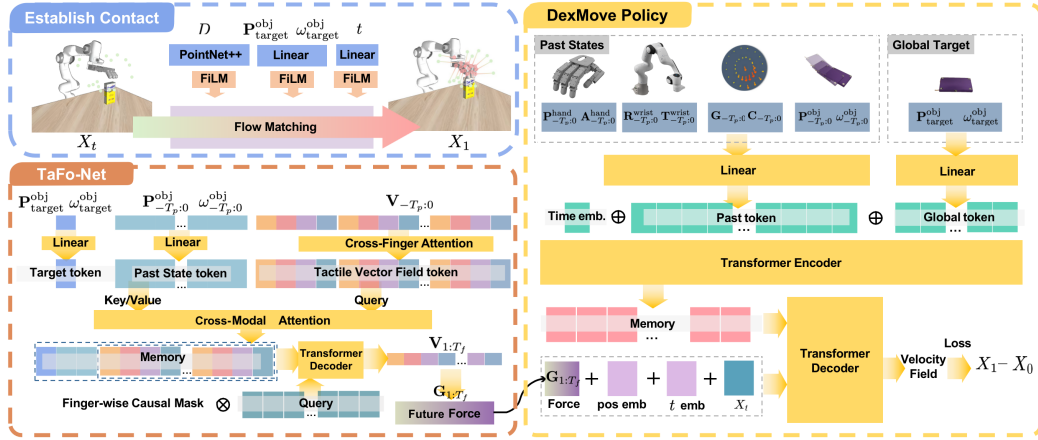 Establish Contact
D P^obj_target ω^obj_target t
PointNet++ Linear Linear
FiLM FiLM FiLM
Flow Matching
X_t X_1
TaFo-Net
P^obj_target ω^obj_target P^obj_{-T_p:0} ω^obj_{-T_p:0} V_{-T_p:0}
...
Linear Linear Cross-Finger Attention
Target token Past State token Tactile Vector Field token
...
Key/Value Query
Cross-Modal Attention
Memory
...
Transformer Decoder
V_{1:T_f}
...
G_{1:T_f}
Finger-wise Causal Mask ⊗ Query
...
Future Force
DexMove Policy
Past States Global Target
P^hand_{-T_p:0} A^hand_{-T_p:0} R^wrist_{-T_p:0} T^wrist_{-T_p:0} G_{-T_p:0} C_{-T_p:0} P^obj_{-T_p:0} ω^obj_{-T_p:0} P^obj_target ω^obj_target
Linear Linear
Time emb. ⊕ Past token ⊕ Global token
...
Transformer Encoder
Memory
...
Transformer Decoder
Velocity Field
Loss
X_1 − X_0
G_{1:T_f} + + +
Force pos emb t emb X_t